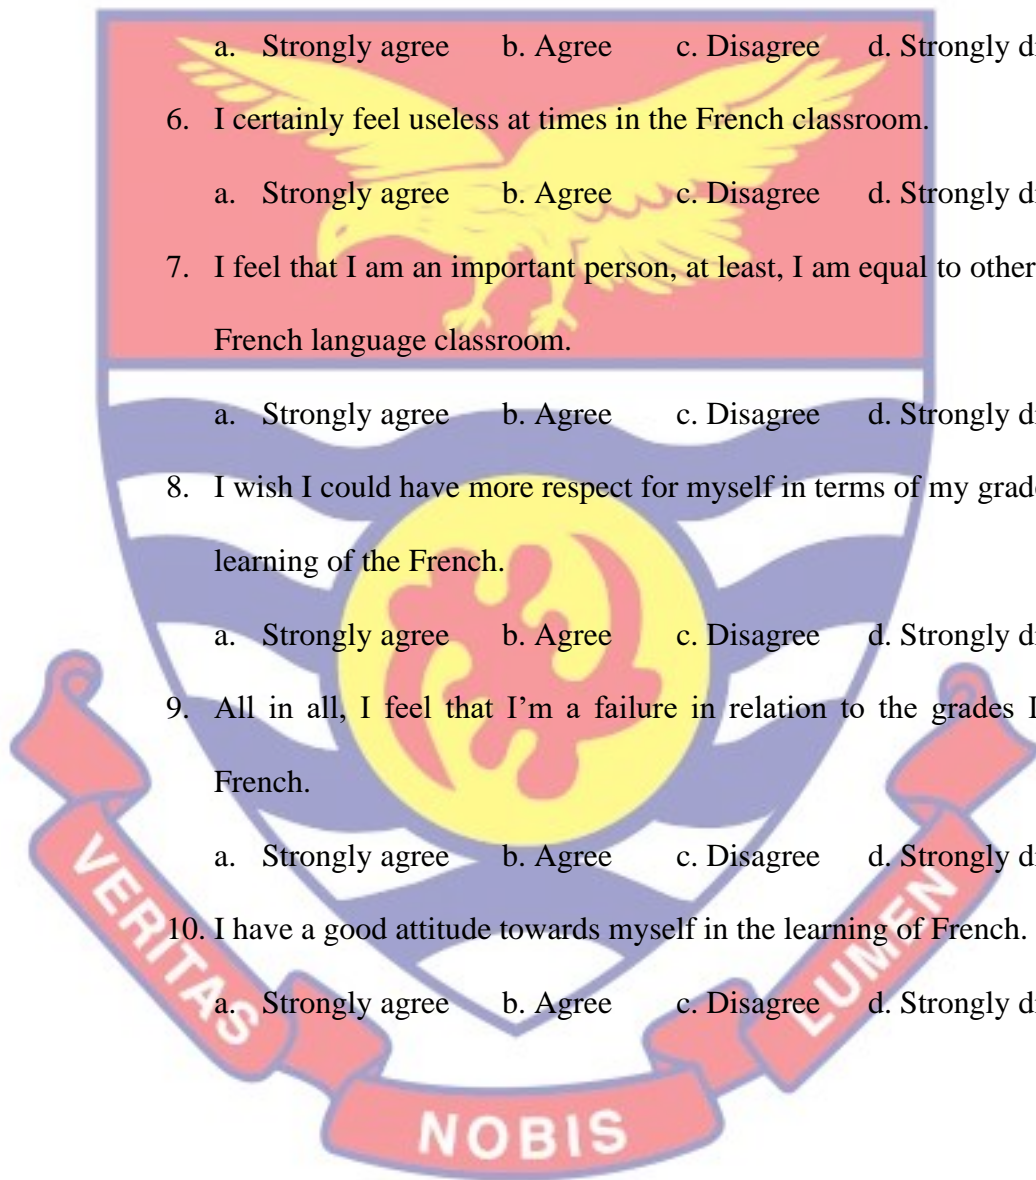 a. Strongly agree b. Agree c. Disagree d. Strongly
6. I certainly feel useless at times in the French classroom.
a. Strongly agree b. Agree c. Disagree d. Strongly
7. I feel that I am an important person, at least, I am equal to other
French language classroom.
a. Strongly agree b. Agree c. Disagree d. Strongly
8. I wish I could have more respect for myself in terms of my
learning of the French.
a. Strongly agree b. Agree c. Disagree d. Strongly
9. All in all, I feel that I’m a failure in relation to the grades I
French.
a. Strongly agree b. Agree c. Disagree d. Strongly
10. I have a good attitude towards myself in the learning of French.
a. Strongly agree b. Agree c. Disagree d. Strongly
VERITAS
NOBIS
LUMEN